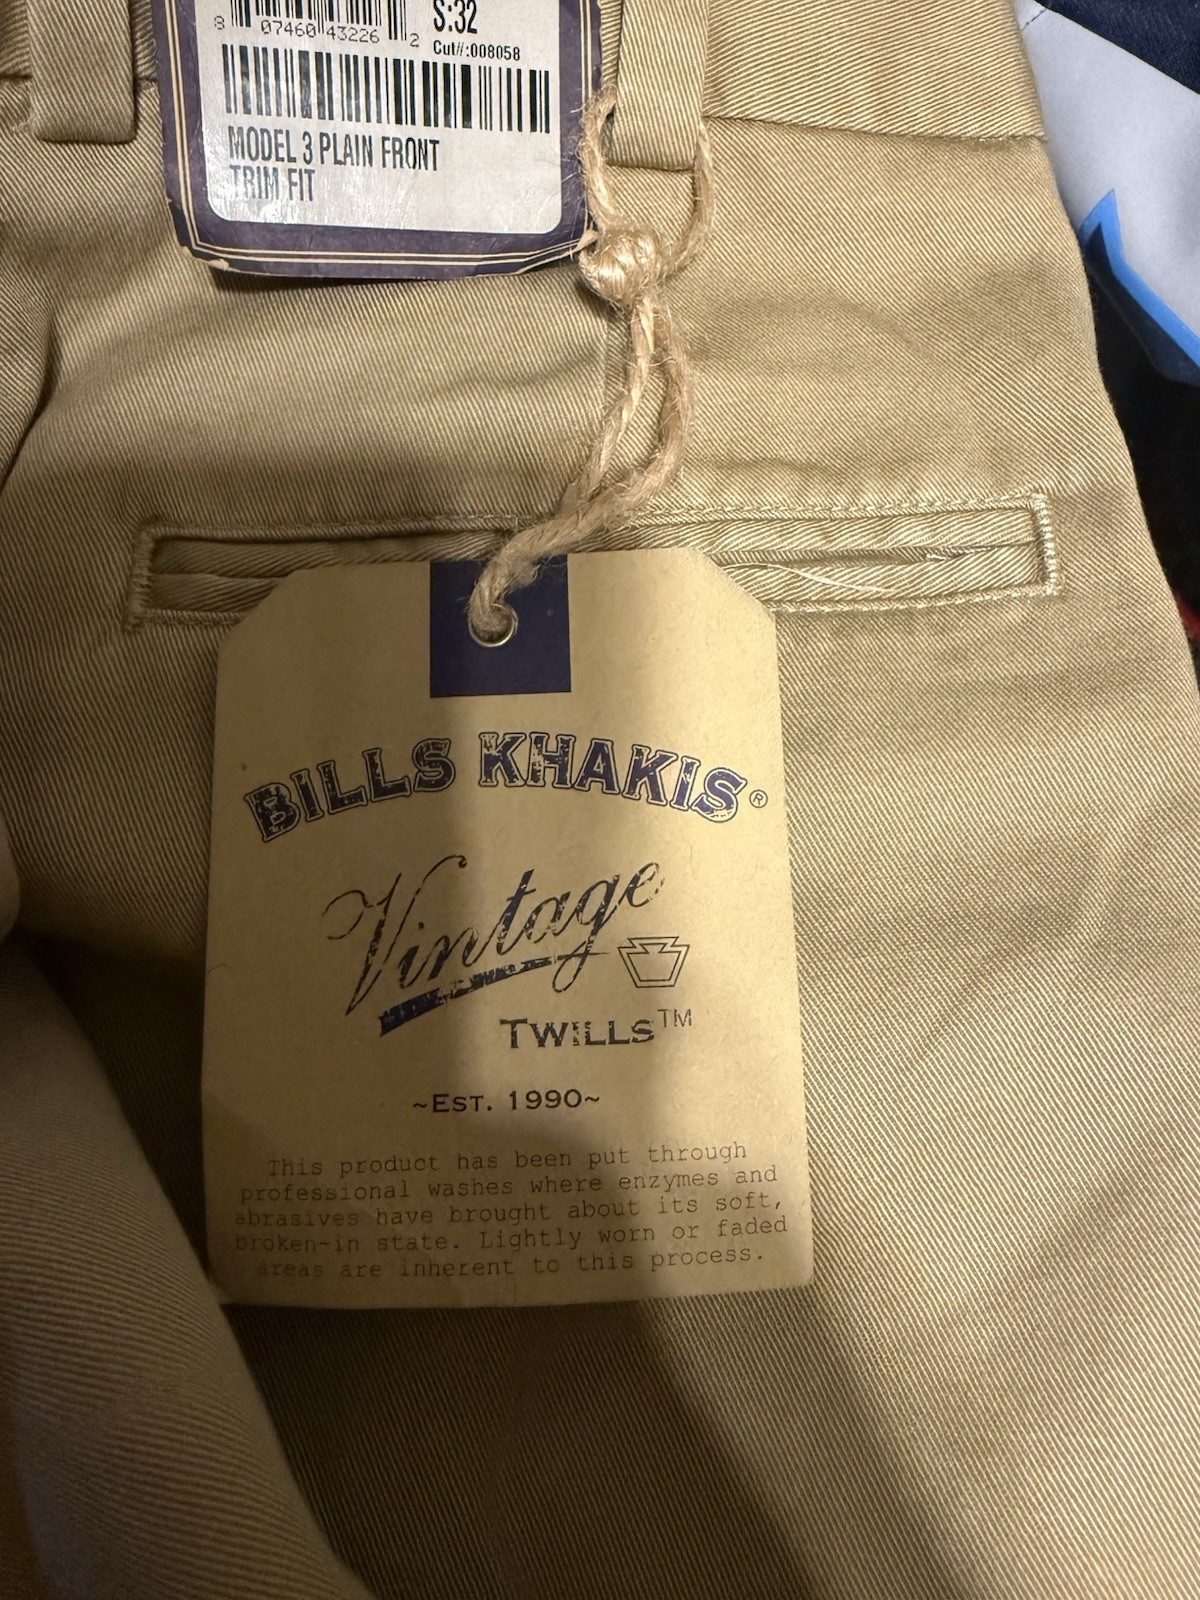 8 07460 43226 2
S:32
Cut#:008058
MODEL 3 PLAIN FRONT
TRIM FIT
BILLS KHAKIS®
Vintage
TWILLS™
~EST. 1990~
This product has been put through
professional washes where enzymes and
abrasives have brought about its soft,
broken-in state. Lightly worn or faded
areas are inherent to this process.